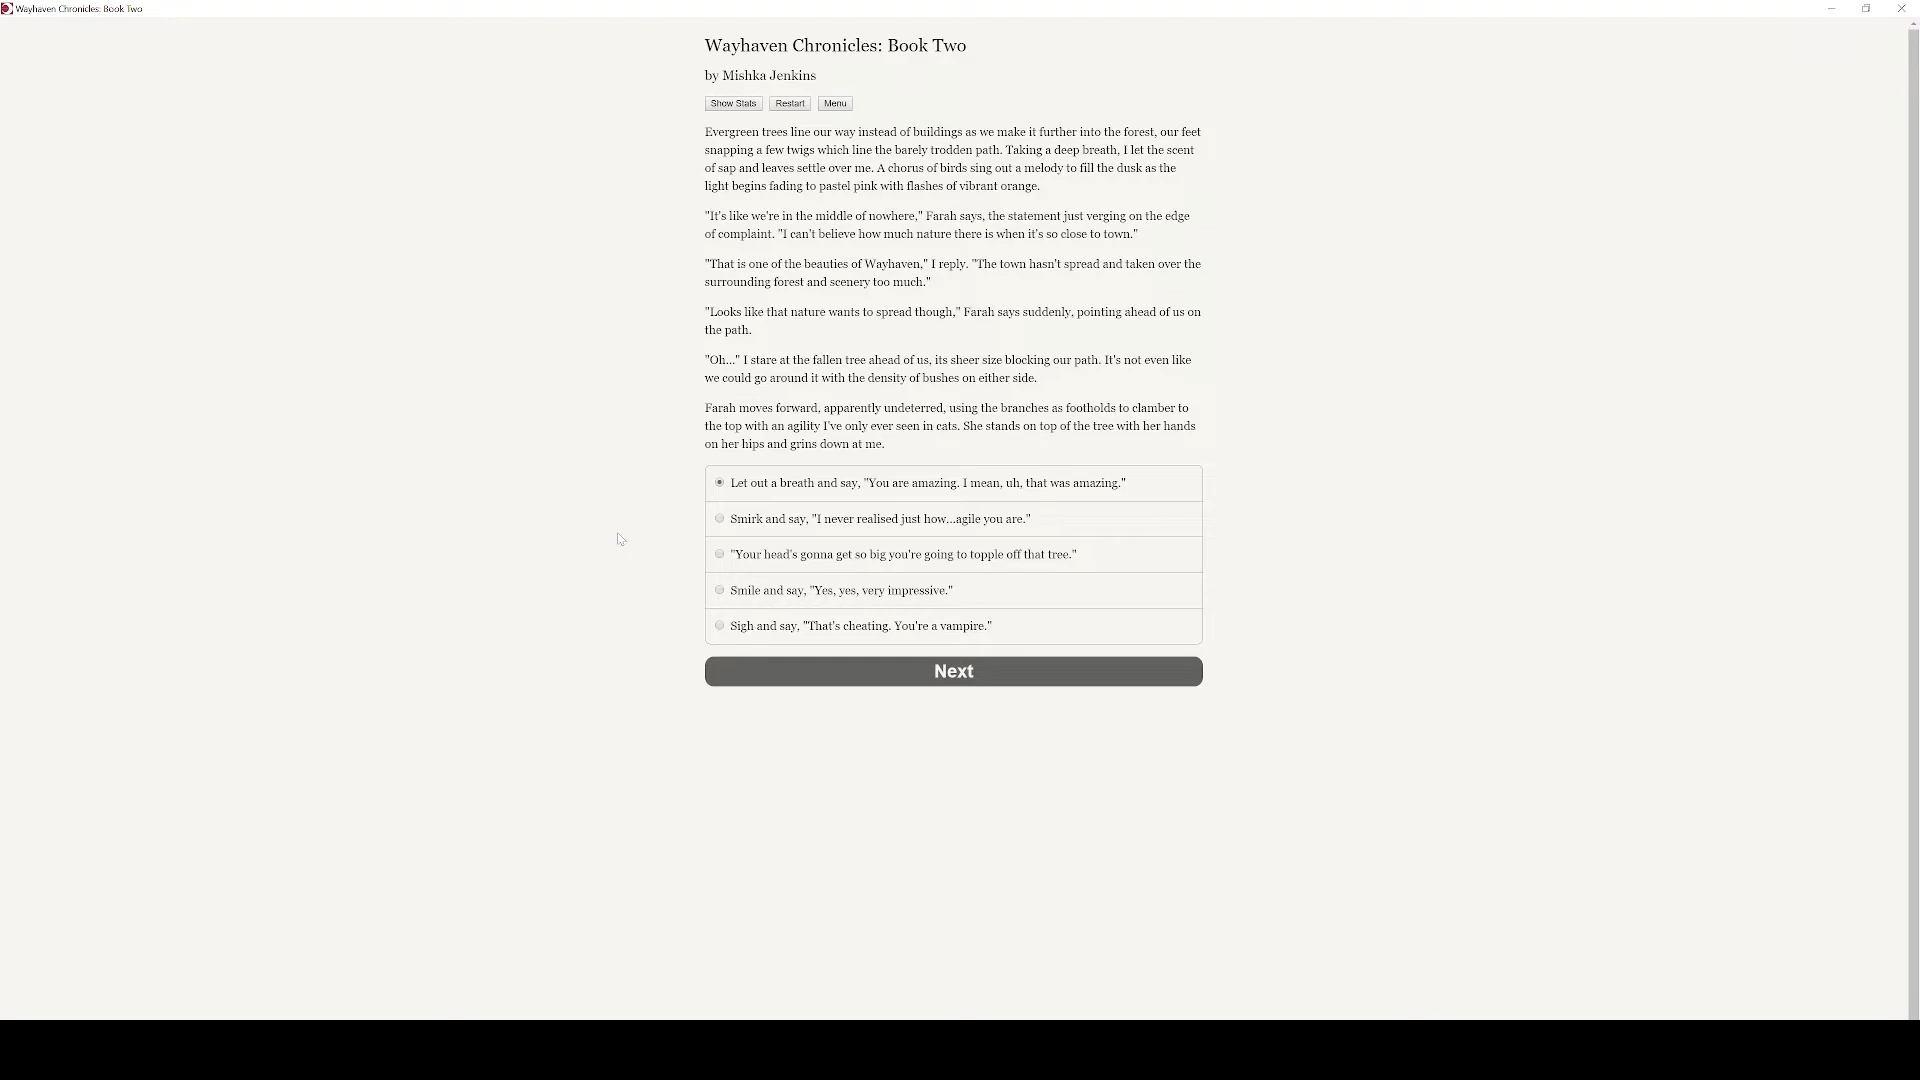 Wayhaven Chronicles: Book Two
Wayhaven Chronicles: Book Two
by Mishka Jenkins
Show Stats Restart Menu
Evergreen trees line our way instead of buildings as we make it further into the forest, our feet
snapping a few twigs which line the barely trodden path. Taking a deep breath, I let the scent
of sap and leaves settle over me. A chorus of birds sing out a melody to fill the dusk as the
light begins fading to pastel pink with flashes of vibrant orange.
"It's like we're in the middle of nowhere," Farah says, the statement just verging on the edge
of complaint. "I can't believe how much nature there is when it's so close to town."
"That is one of the beauties of Wayhaven," I reply. "The town hasn't spread and taken over the
surrounding forest and scenery too much."
"Looks like that nature wants to spread though," Farah says suddenly, pointing ahead of us on
the path.
"Oh..." I stare at the fallen tree ahead of us, its sheer size blocking our path. It's not even like
we could go around it with the density of bushes on either side.
Farah moves forward, apparently undeterred, using the branches as footholds to clamber to
the top with an agility I've only ever seen in cats. She stands on top of the tree with her hands
on her hips and grins down at me.
Let out a breath and say, "You are amazing. I mean, uh, that was amazing."
Smirk and say, "I never realised just how...agile you are."
"Your head's gonna get so big you're going to topple off that tree."
Smile and say, "Yes, yes, very impressive."
Sigh and say, "That's cheating. You're a vampire."
Next